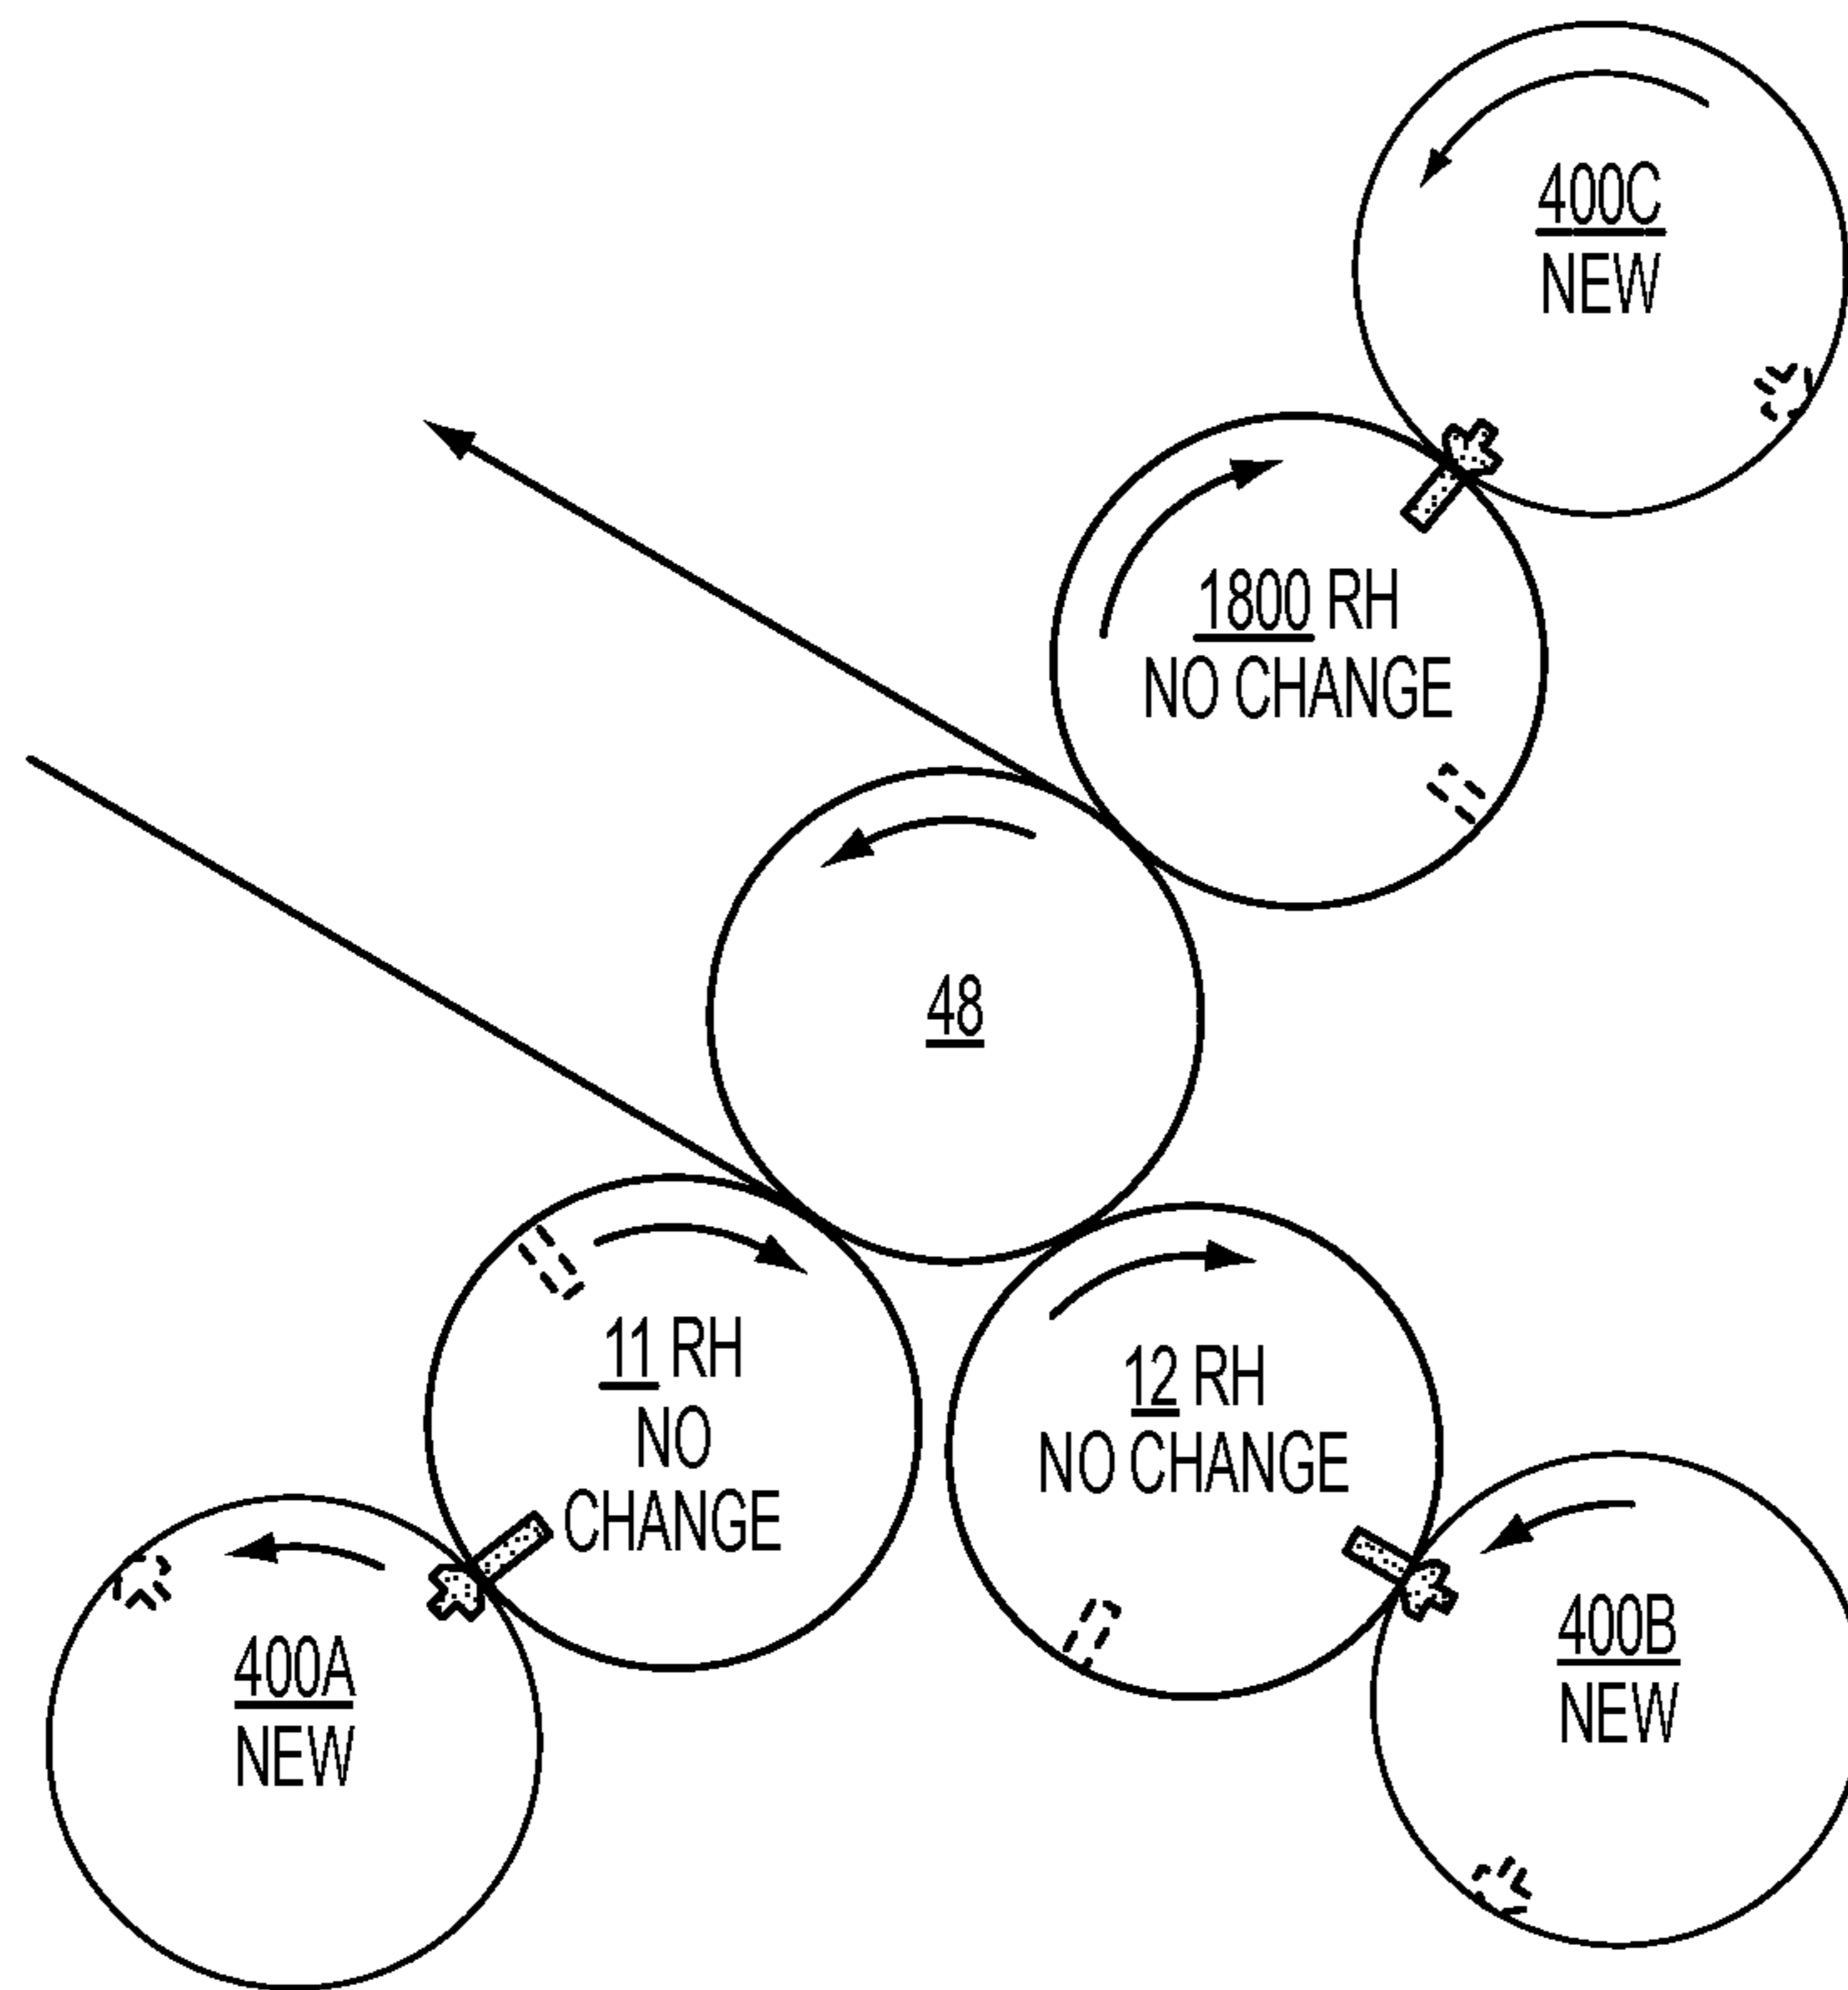 400C
NEW
1800 RH
NO CHANGE
48
11 RH
NO
CHANGE
12 RH
NO CHANGE
400A
NEW
400B
NEW